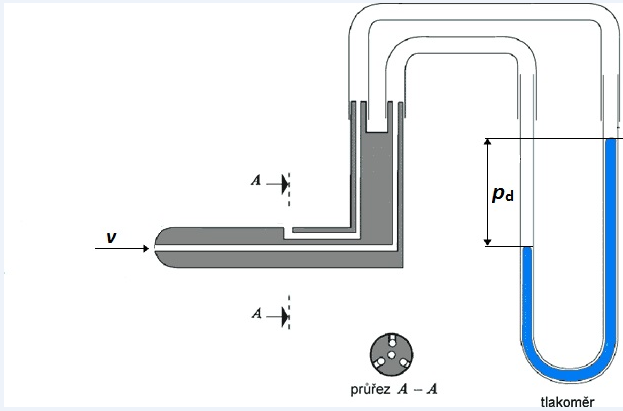 A
p_d
v
A
průřez A – A
tlakoměr